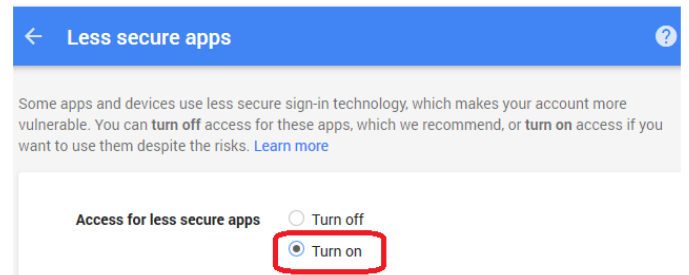 Less secure apps
Some apps and devices use less secure sign-in technology, which makes your account more
vulnerable. You can turn off access for these apps, which we recommend, or turn on access if you
want to use them despite the risks. Learn more
Access for less secure apps
Turn off
Turn on